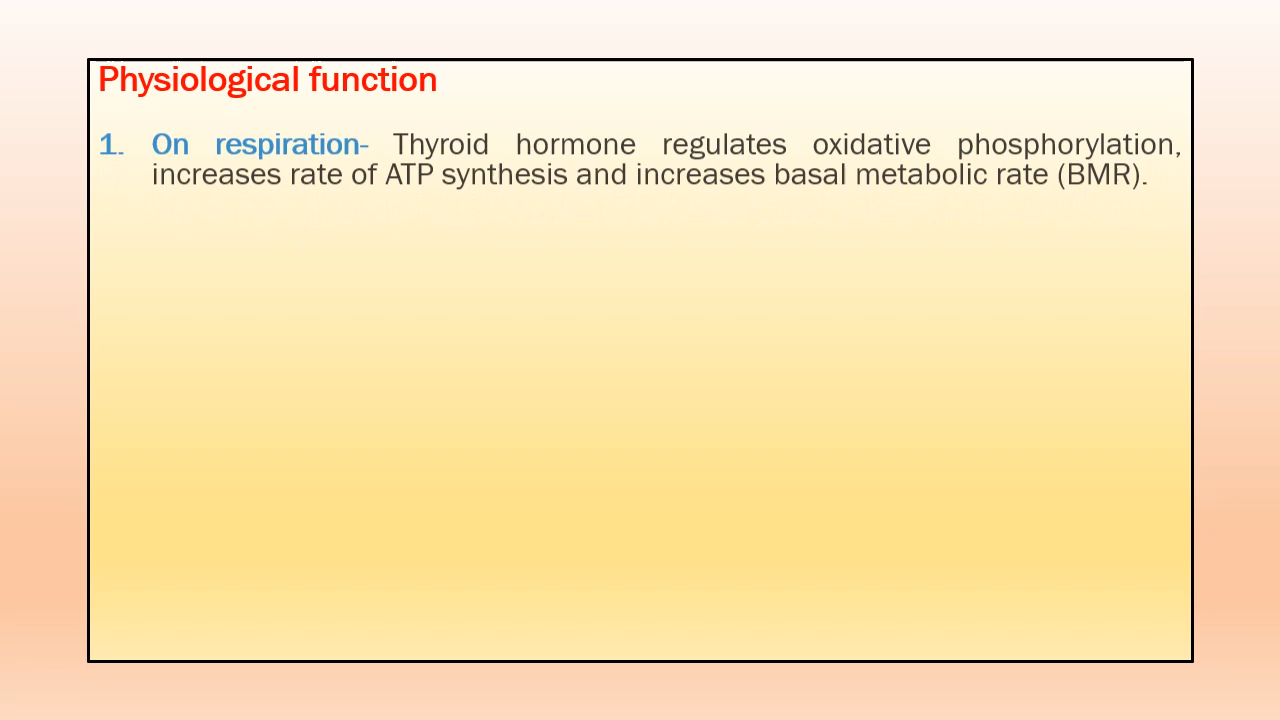 Physiological function
1. On respiration- Thyroid hormone regulates oxidative phosphorylation,
increases rate of ATP synthesis and increases basal metabolic rate (BMR).